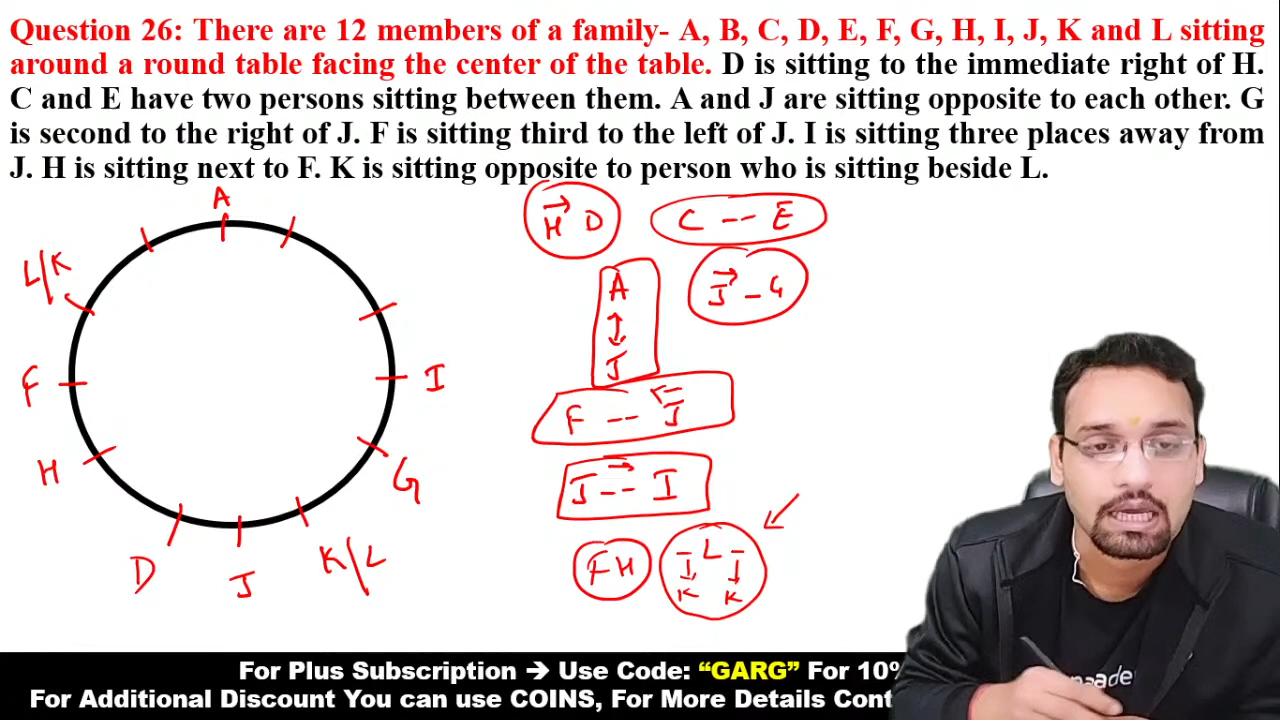 Question 26: There are 12 members of a family- A, B, C, D, E, F, G, H, I, J, K and L sitting
around a round table facing the center of the table. D is sitting to the immediate right of H.
C and E have two persons sitting between them. A and J are sitting opposite to each other. G
is second to the right of J. F is sitting third to the left of J. I is sitting three places away from
J. H is sitting next to F. K is sitting opposite to person who is sitting beside L.
A
H D
C -- E
L/K
A
J - G
J
F
I
F -- J
H
G
J -- I
D
J
K/L
F H
- L -
K K
For Plus Subscription → Use Code: “GARG” For 10%
For Additional Discount You can use COINS, For More Details Cont